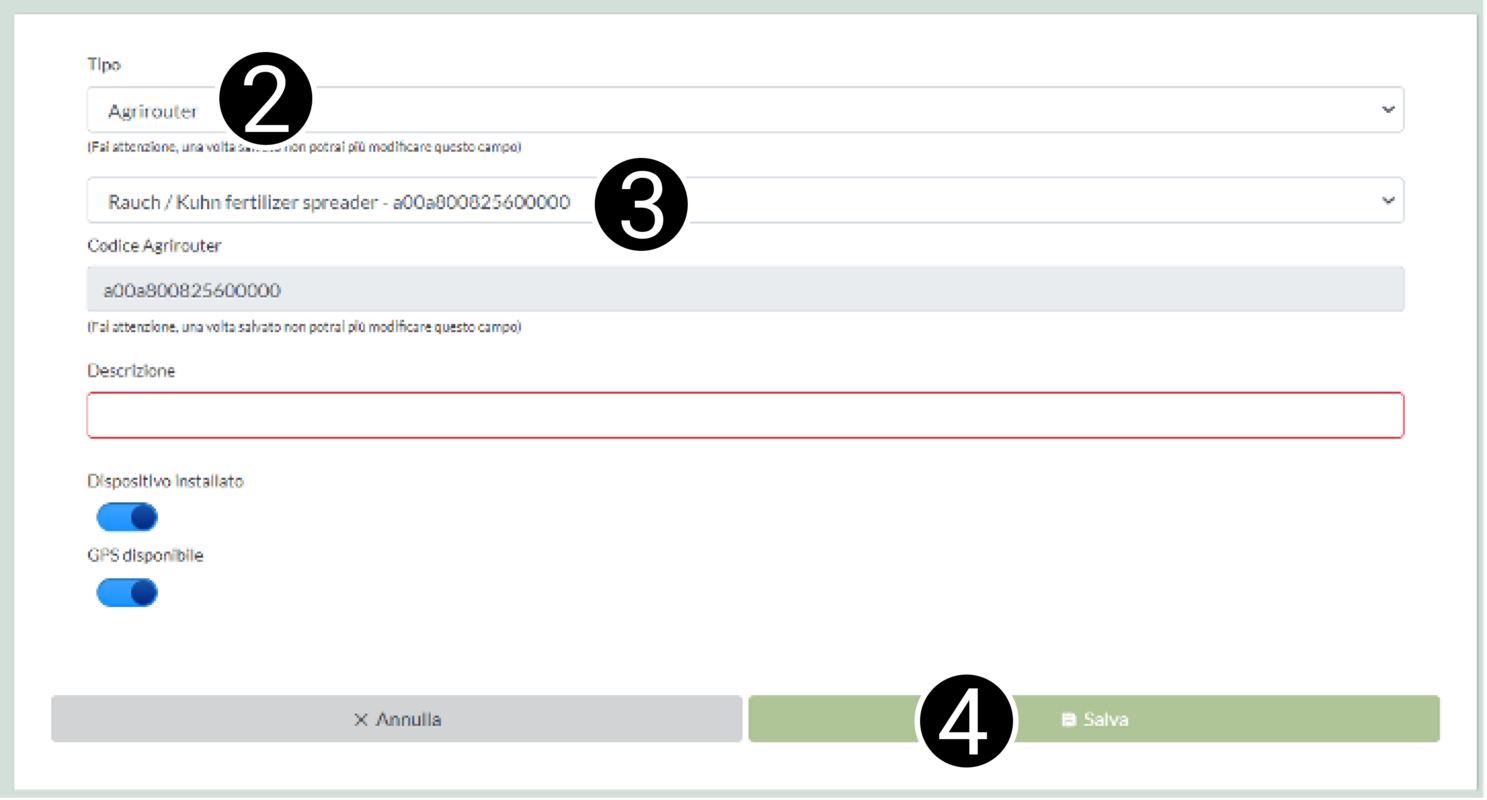 Tipo
Agrirouter
2
(Fai attenzione, una volta salvato non potrai più modificare questo campo)
Rauch / Kuhn fertilizer spreader - a00a800825600000
3
Codice Agrirouter
a00a800825600000
(Fai attenzione, una volta salvato non potrai più modificare questo campo)
Descrizione
Dispositivo installato
GPS disponibile
Annulla
4
Salva